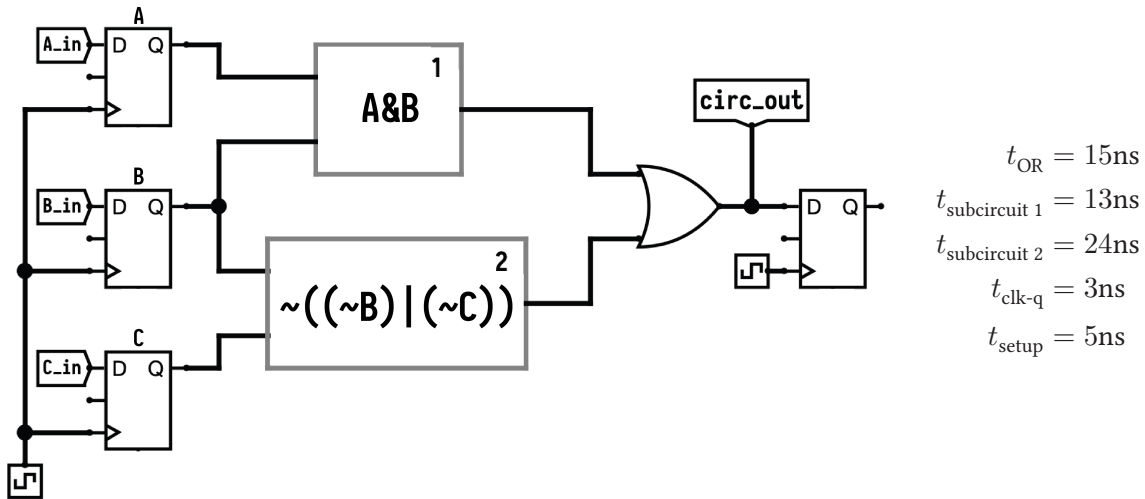 A
A_in
D Q
1
A&B
circ_out
B
B_in
D Q
D Q
2
~((~B)|(~C))
C
C_in
D Q
t_OR = 15ns
t_subcircuit 1 = 13ns
t_subcircuit 2 = 24ns
t_clk-q = 3ns
t_setup = 5ns